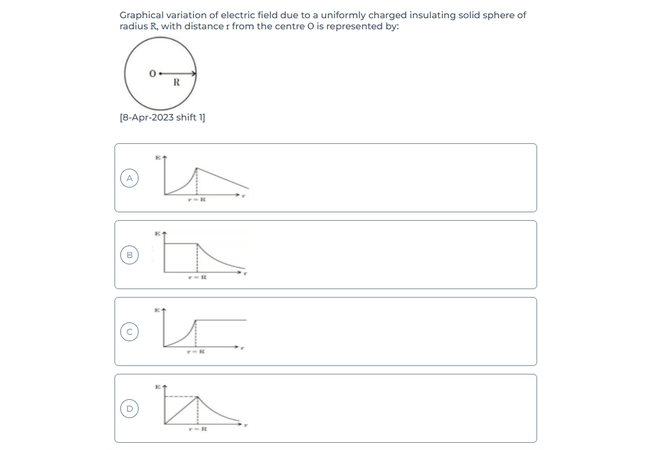 Graphical variation of electric field due to a uniformly charged insulating solid sphere of
radius R, with distance r from the centre O is represented by:
O
R
[8-Apr-2023 shift 1]
A
E
r
r = R
B
E
r
r = R
C
E
r
r = R
D
E
r
r = R